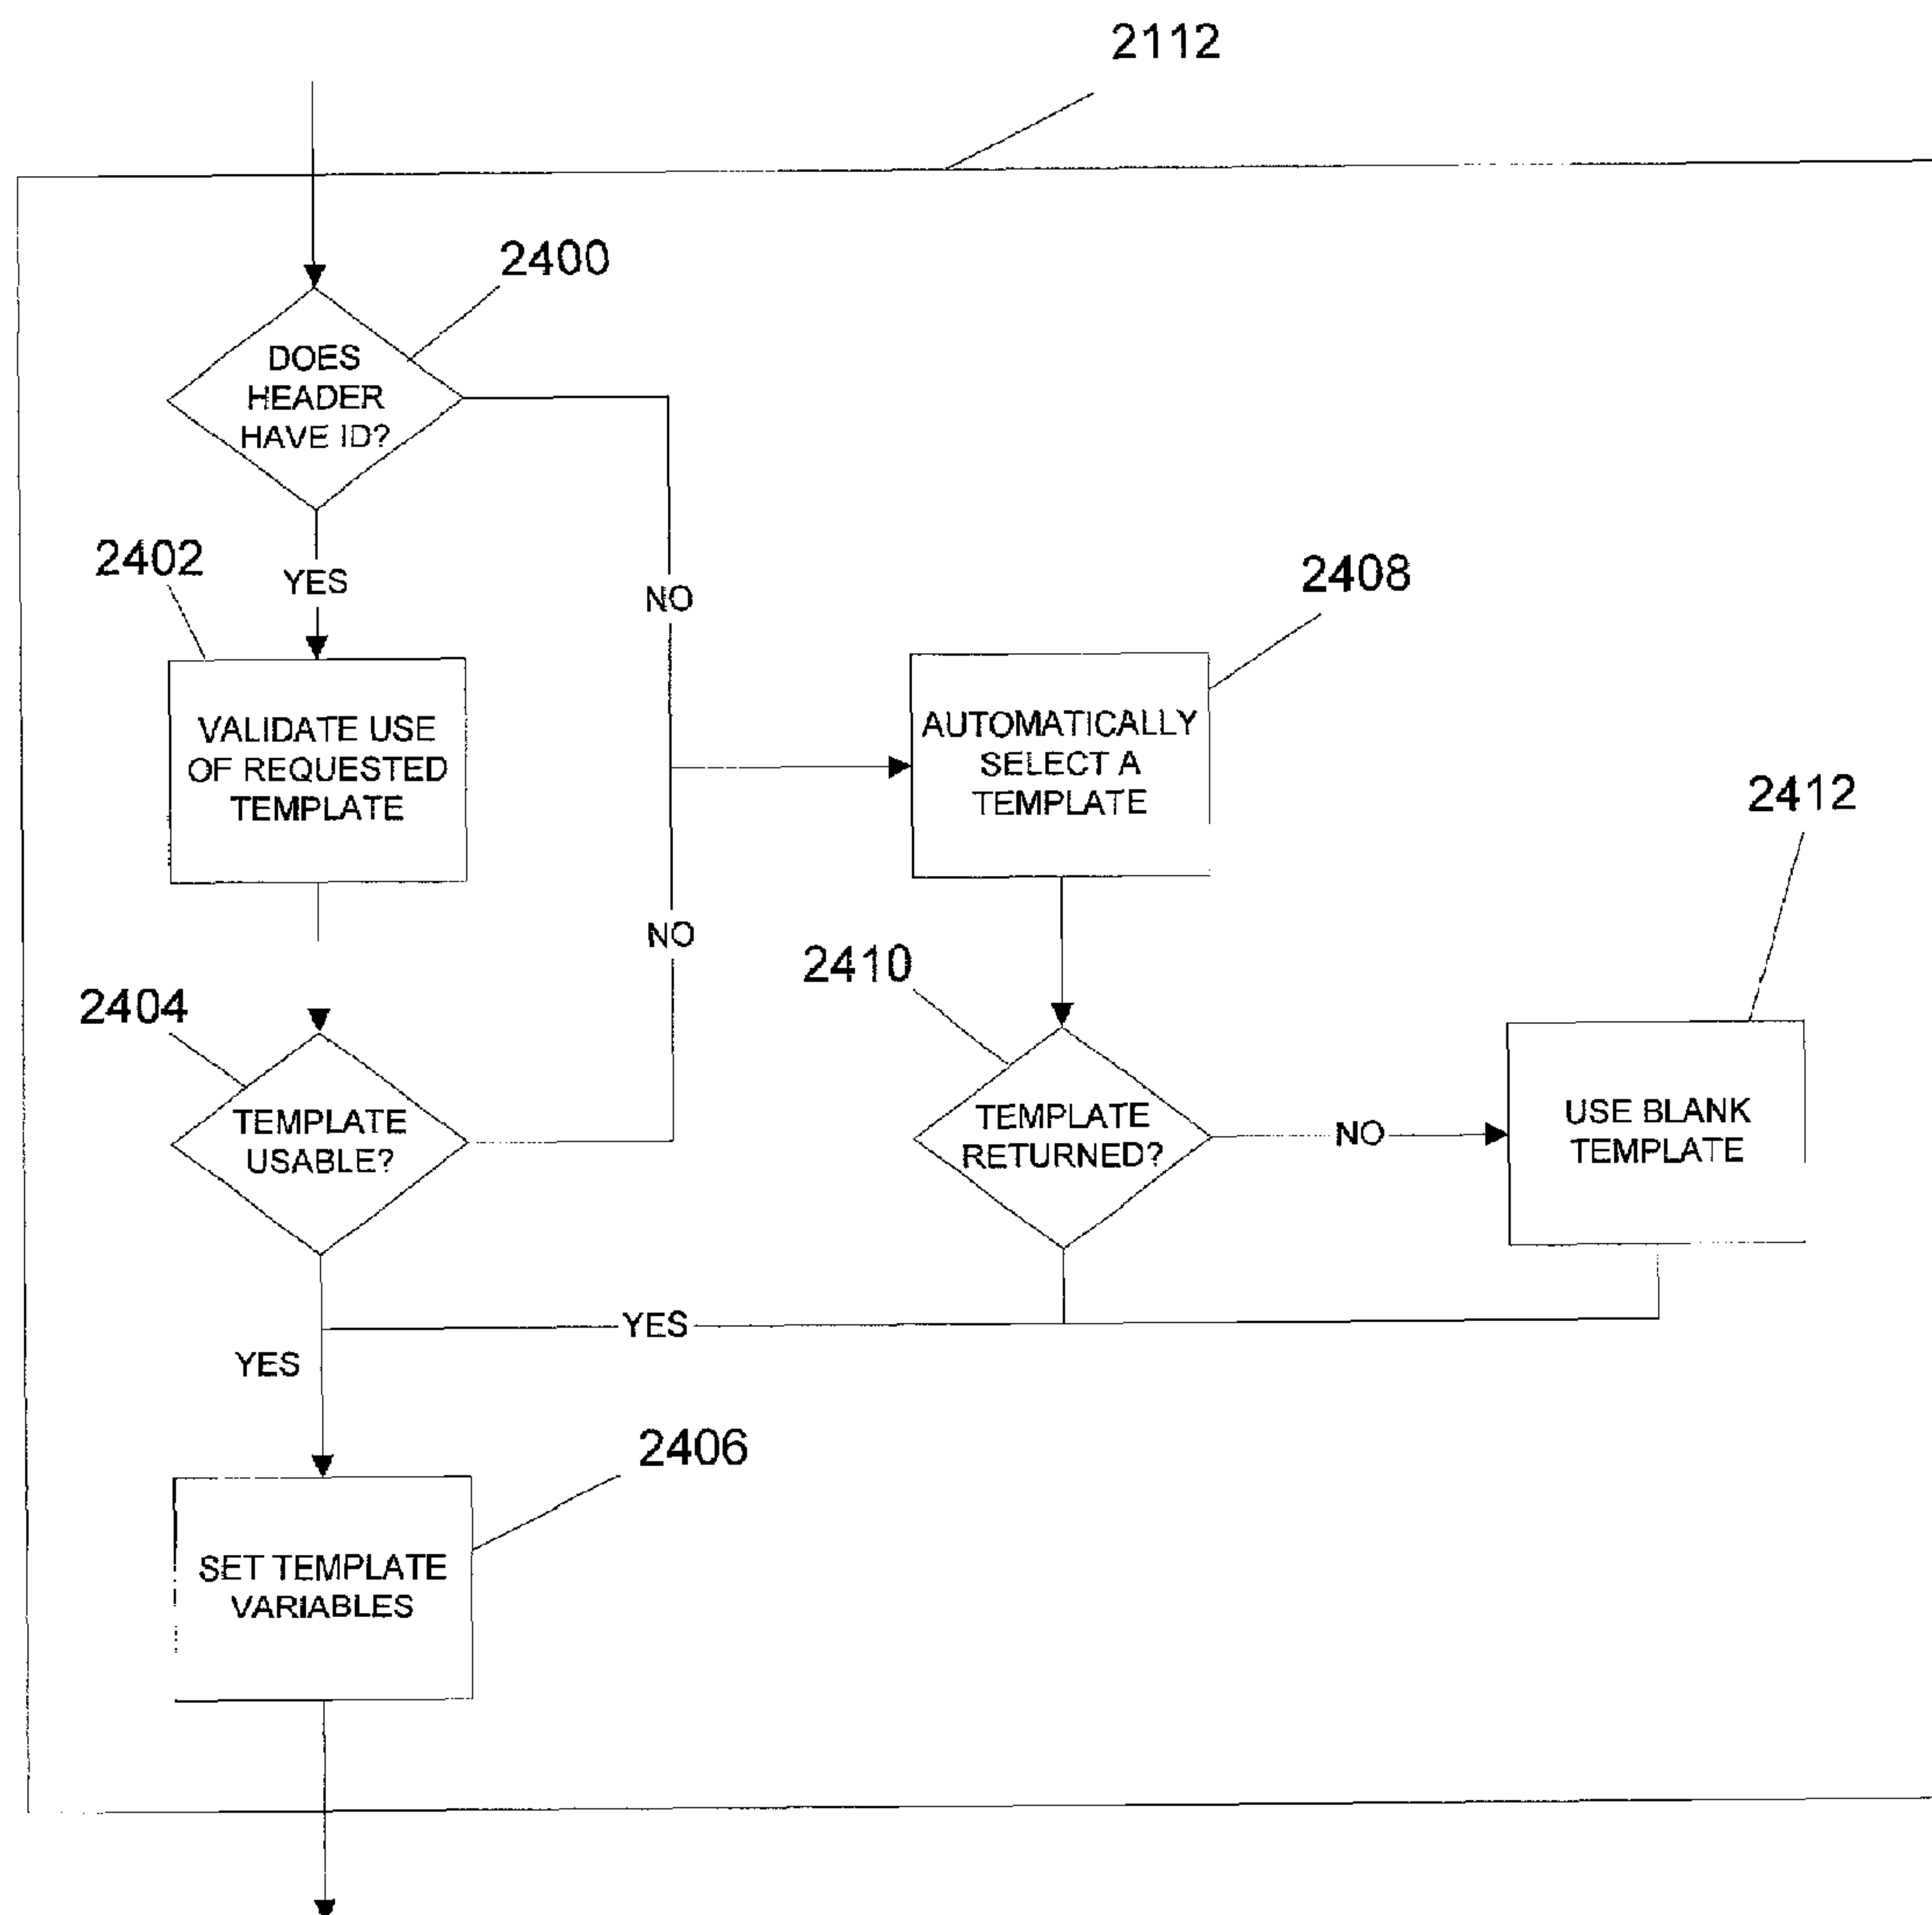 2112
2400
DOES
HEADER
HAVE ID?
2402
YES
NO
2408
VALIDATE USE
OF REQUESTED
TEMPLATE
AUTOMATICALLY
SELECT A
TEMPLATE
2412
NO
2410
2404
TEMPLATE
USABLE?
TEMPLATE
RETURNED?
NO
USE BLANK
TEMPLATE
YES
YES
2406
SET TEMPLATE
VARIABLES